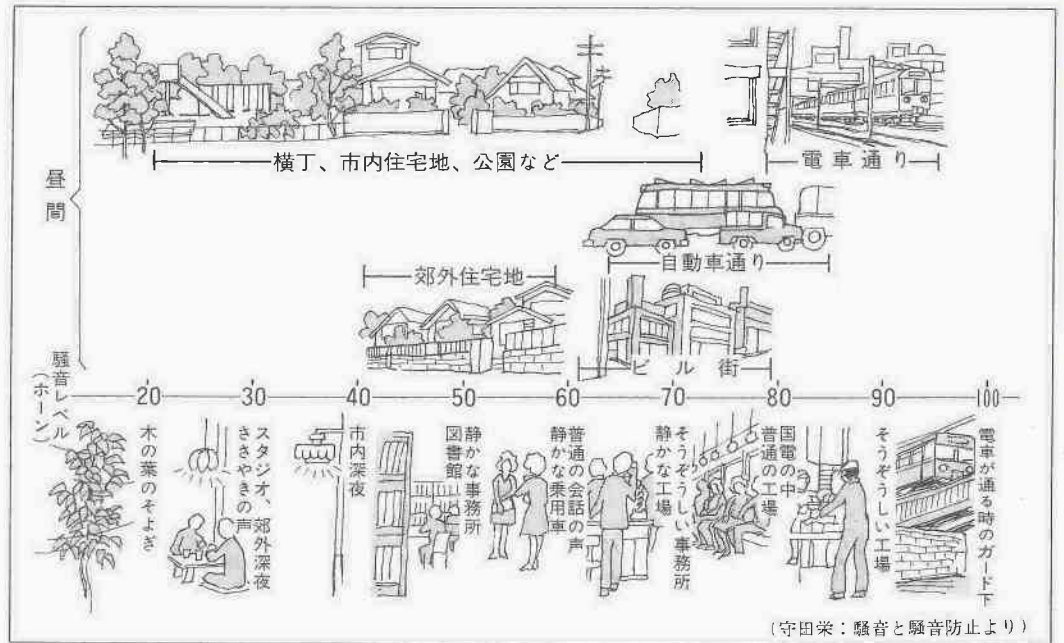 横丁、市内住宅地、公園など
電車通り
昼間
自動車通り
郊外住宅地
ビル街
騒音レベル
(ホーン)
20
30
40
50
60
70
80
90
100
木の葉のそよぎ
スタジオ、郊外深夜
ささやきの声
市内深夜
静かな事務所
図書館
普通の会話の声
静かな乗用車
そうぞうしい事務所
静かな工場
国電の中
普通の工場
そうぞうしい工場
電車が通る時のガード下
(守田栄:騒音と騒音防止より)